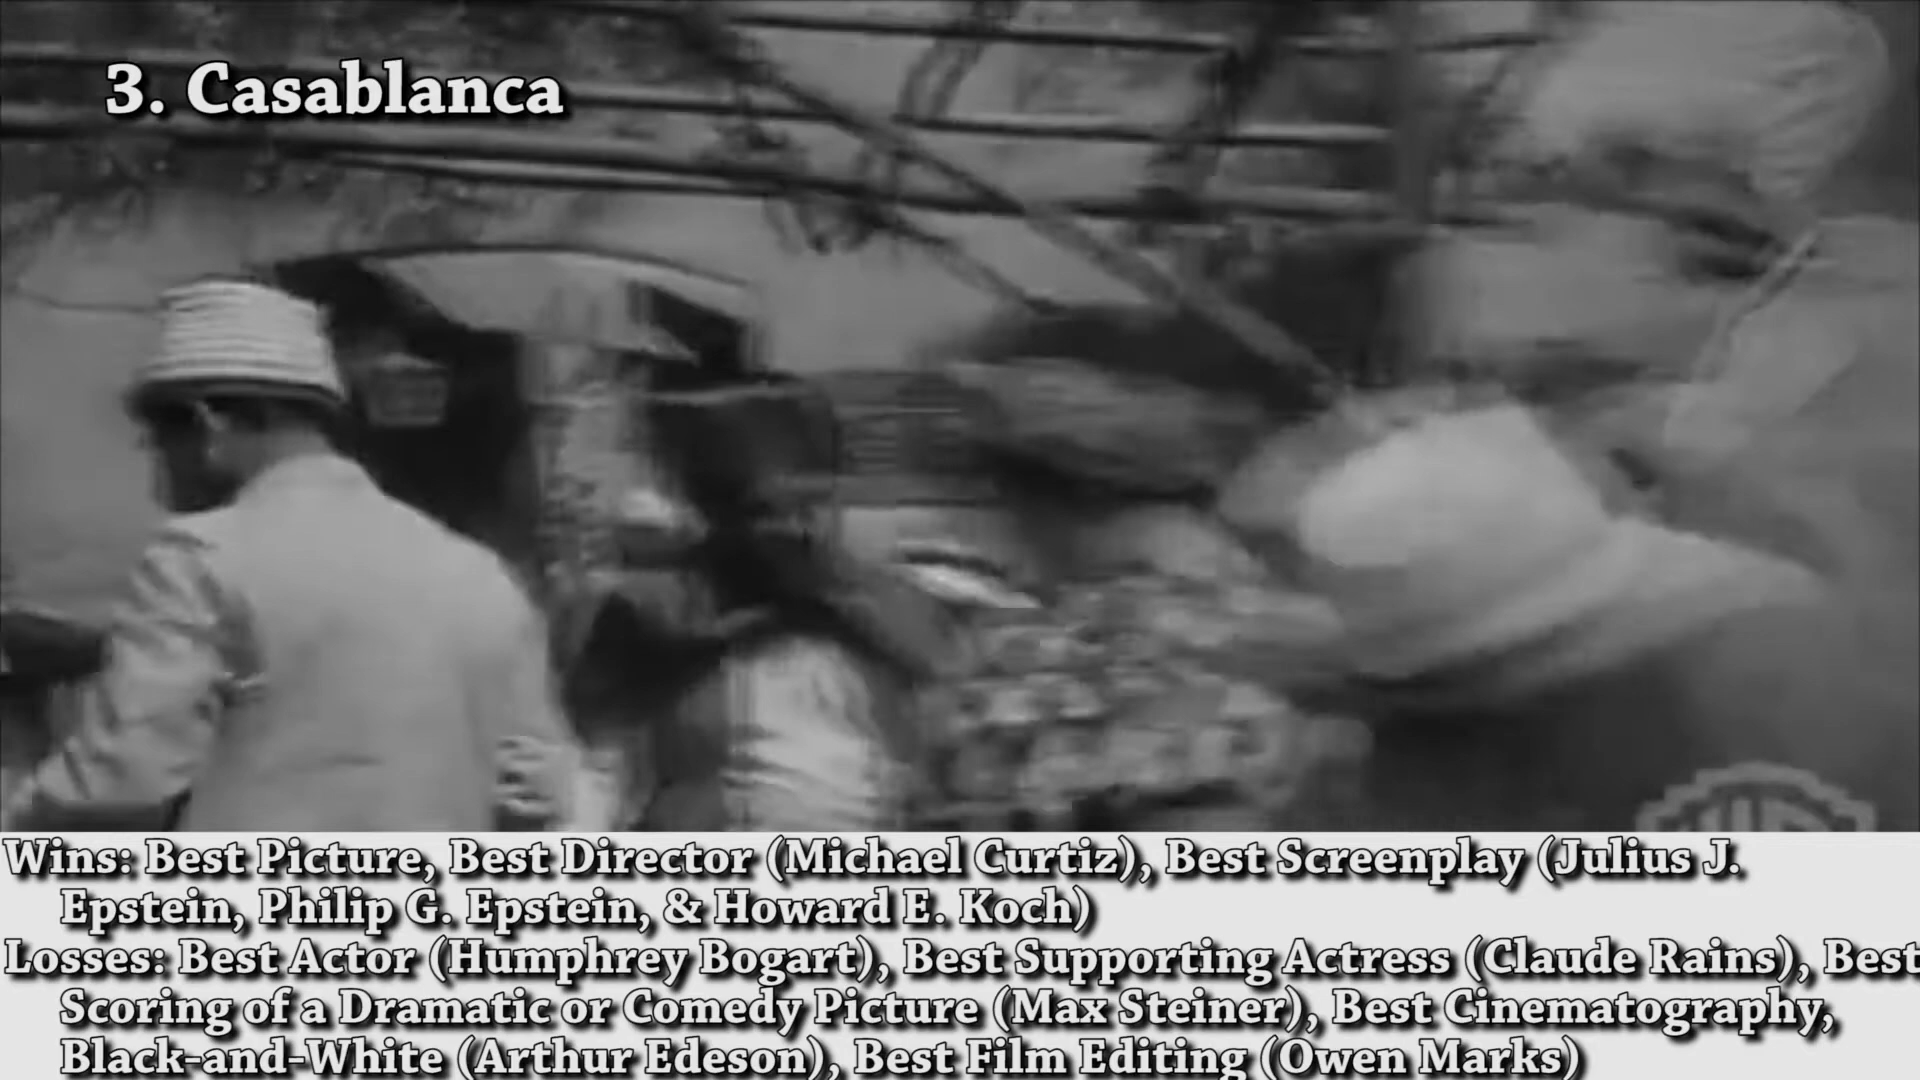 3. Casablanca
Wins: Best Picture, Best Director (Michael Curtiz), Best Screenplay (Julius J.
Epstein, Philip G. Epstein, & Howard E. Koch)
Losses: Best Actor (Humphrey Bogart), Best Supporting Actress (Claude Rains), Best
Scoring of a Dramatic or Comedy Picture (Max Steiner), Best Cinematography,
Black-and-White (Arthur Edeson), Best Film Editing (Owen Marks)